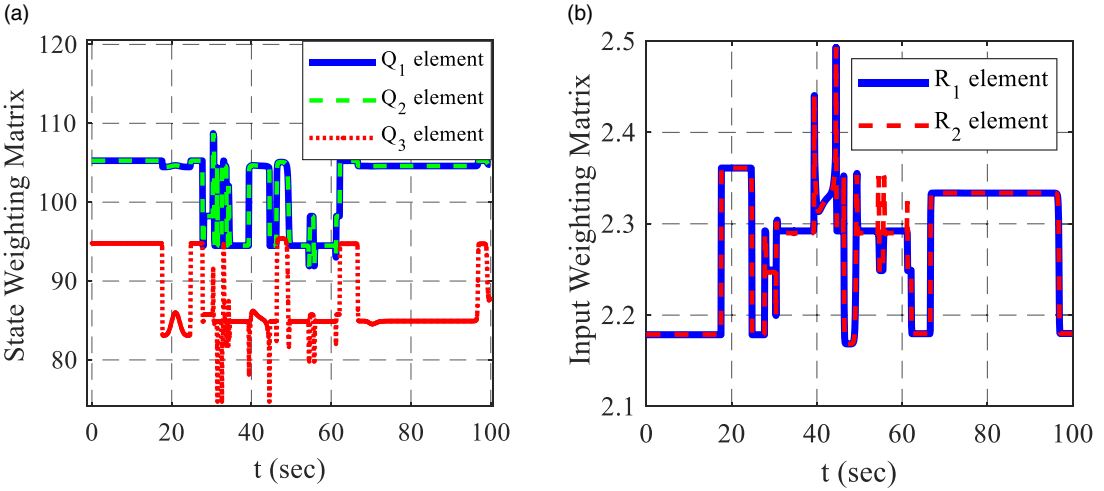 (a)
State Weighting Matrix
120
110
100
90
80
0 20 40 60 80 100
t (sec)
Q1 element
Q2 element
Q3 element
(b)
Input Weighting Matrix
2.5
2.4
2.3
2.2
2.1
0 20 40 60 80 100
t (sec)
R1 element
R2 element